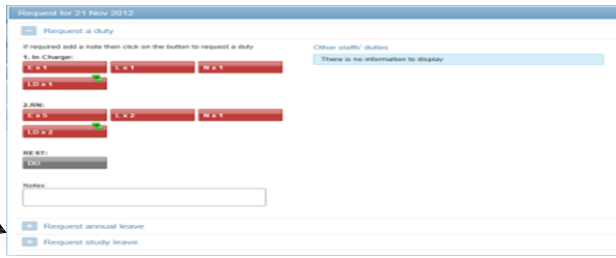 Request for 21 Nov 2012
Request a duty
If required add a note then click on the button to request a duty
Other staffs' duties
There is no information to display
1. In Charge:
E x 1 L x 1 N x 1
LD x 1
2.RN:
E x 5 L x 2 N x 1
LD x 2
REST:
DO
Notes:
Request annual leave
Request study leave